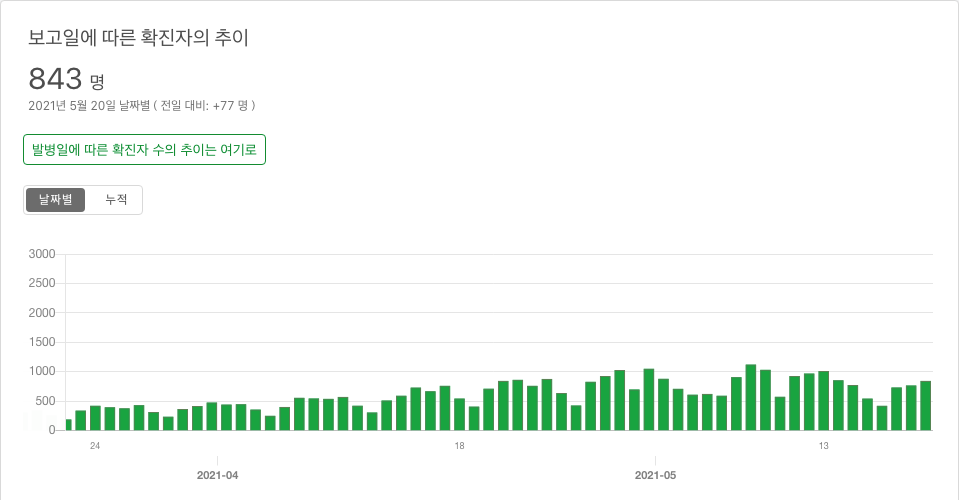 보고일에 따른 확진자의 추이
843 명
2021년 5월 20일 날짜별 ( 전일 대비: +77 명 )
발병일에 따른 확진자 수의 추이는 여기로
날짜별 누적
3000
2500
2000
1500
1000
500
0
24 18 13
2021-04 2021-05